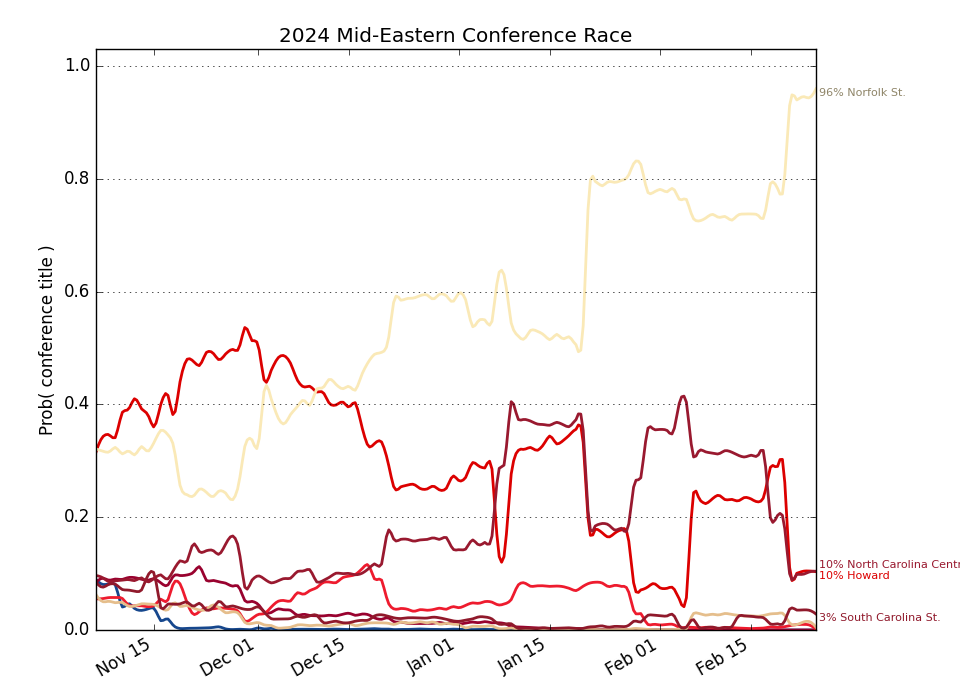 2024 Mid-Eastern Conference Race
Prob( conference title )
1.0
0.8
0.6
0.4
0.2
0.0
Nov 15
Dec 01
Dec 15
Jan 01
Jan 15
Feb 01
Feb 15
96% Norfolk St.
10% North Carolina Centr
10% Howard
3% South Carolina St.